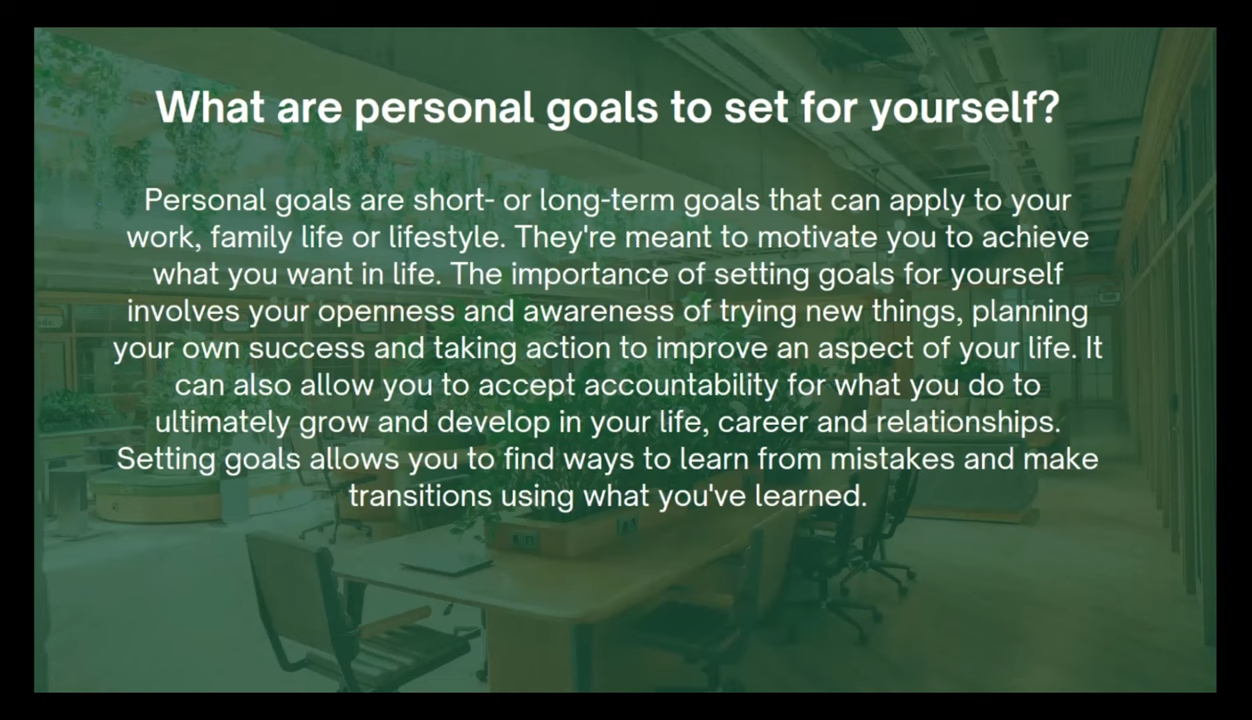 What are personal goals to set for yourself?
Personal goals are short- or long-term goals that can apply to your
work, family life or lifestyle. They're meant to motivate you to achieve
what you want in life. The importance of setting goals for yourself
involves your openness and awareness of trying new things, planning
your own success and taking action to improve an aspect of your life. It
can also allow you to accept accountability for what you do to
ultimately grow and develop in your life, career and relationships.
Setting goals allows you to find ways to learn from mistakes and make
transitions using what you've learned.